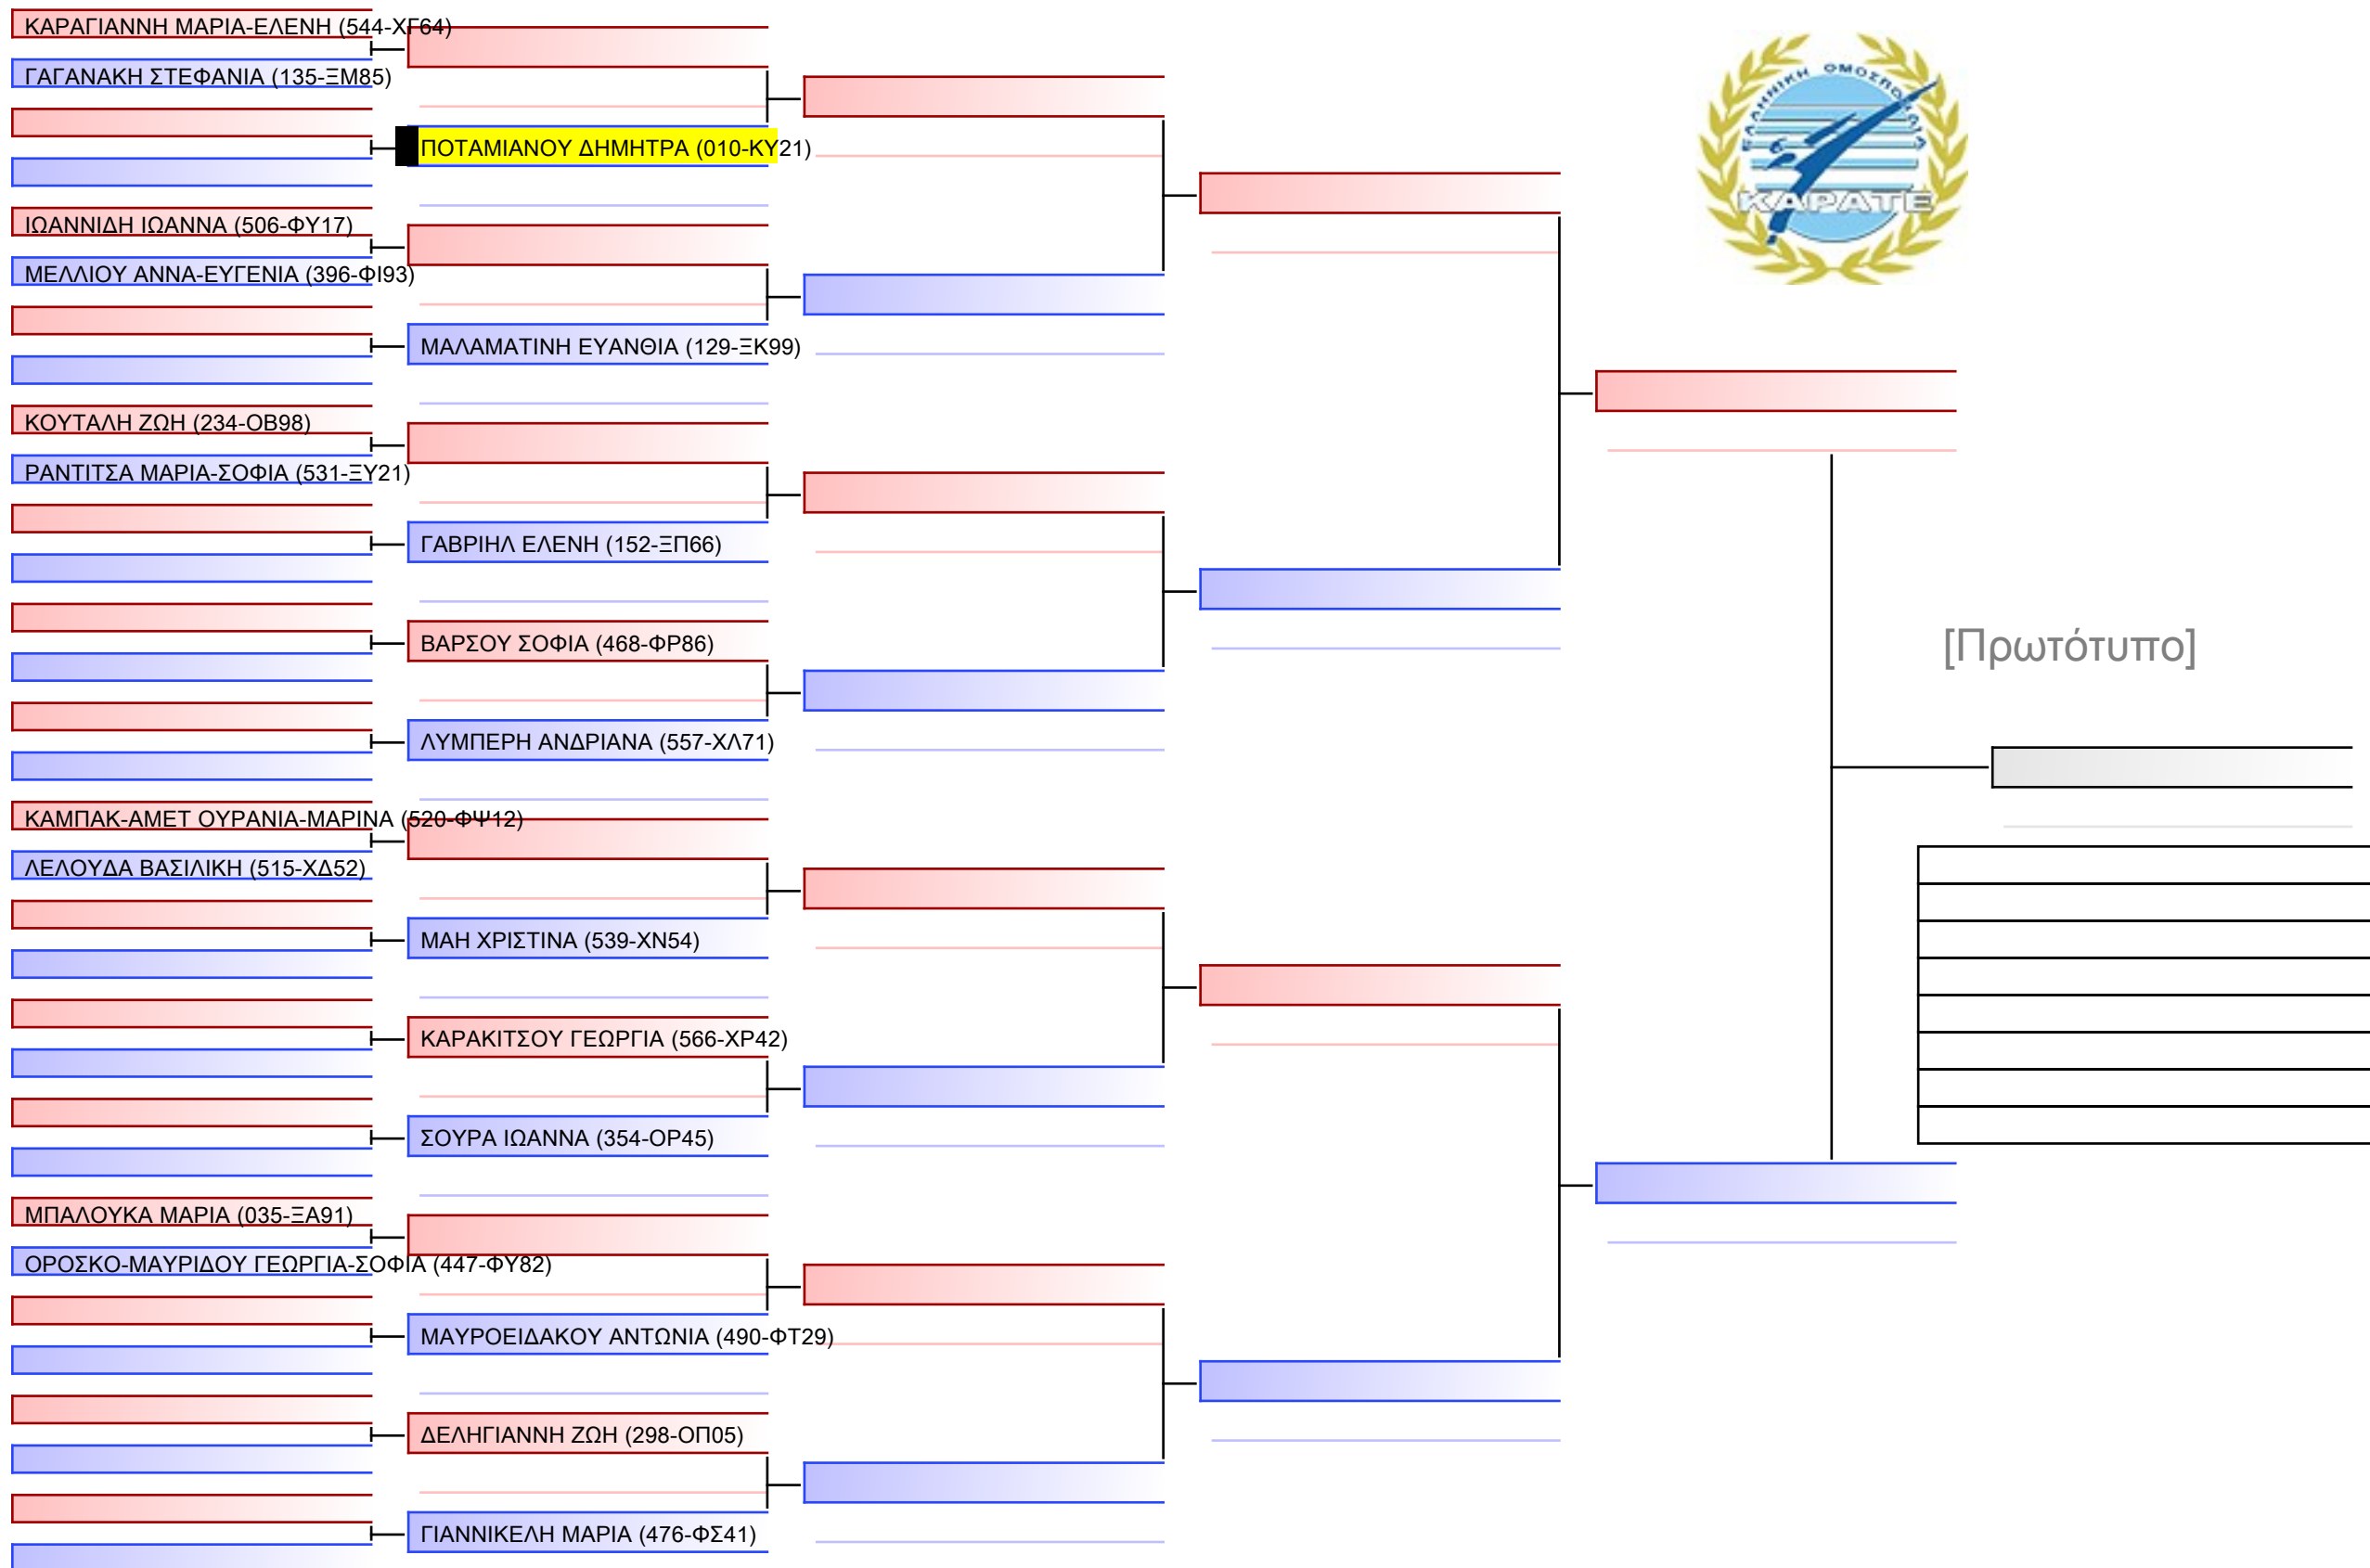 ΚΑΡΑΓΙΑΝΝΗ ΜΑΡΙΑ-ΕΛΕΝΗ (544-ΧΓ64)
ΓΑΓΑΝΑΚΗ ΣΤΕΦΑΝΙΑ (135-ΞΜ85)
ΠΟΤΑΜΙΑΝΟΥ ΔΗΜΗΤΡΑ (010-ΚΥ21)
ΙΩΑΝΝΙΔΗ ΙΩΑΝΝΑ (506-ΦΥ17)
ΜΕΛΛΙΟΥ ΑΝΝΑ-ΕΥΓΕΝΙΑ (396-ΦΙ93)
ΜΑΛΑΜΑΤΙΝΗ ΕΥΑΝΘΙΑ (129-ΞΚ99)
ΚΟΥΤΑΛΗ ΖΩΗ (234-ΟΒ98)
ΡΑΝΤΙΤΣΑ ΜΑΡΙΑ-ΣΟΦΙΑ (531-ΞΥ21)
ΓΑΒΡΙΗΛ ΕΛΕΝΗ (152-ΞΠ66)
ΒΑΡΣΟΥ ΣΟΦΙΑ (468-ΦΡ86)
ΛΥΜΠΕΡΗ ΑΝΔΡΙΑΝΑ (557-ΧΛ71)
ΚΑΜΠΑΚ-ΑΜΕΤ ΟΥΡΑΝΙΑ-ΜΑΡΙΝΑ (520-ΦΨ12)
ΛΕΛΟΥΔΑ ΒΑΣΙΛΙΚΗ (515-ΧΔ52)
ΜΑΗ ΧΡΙΣΤΙΝΑ (539-ΧΝ54)
ΚΑΡΑΚΙΤΣΟΥ ΓΕΩΡΓΙΑ (566-ΧΡ42)
ΣΟΥΡΑ ΙΩΑΝΝΑ (354-ΟΡ45)
ΜΠΑΛΟΥΚΑ ΜΑΡΙΑ (035-ΞΑ91)
ΟΡΟΣΚΟ-ΜΑΥΡΙΔΟΥ ΓΕΩΡΓΙΑ-ΣΟΦΙΑ (447-ΦΥ82)
ΜΑΥΡΟΕΙΔΑΚΟΥ ΑΝΤΩΝΙΑ (490-ΦΤ29)
ΔΕΛΗΓΙΑΝΝΗ ΖΩΗ (298-ΟΠ05)
ΓΙΑΝΝΙΚΕΛΗ ΜΑΡΙΑ (476-ΦΣ41)
ΕΛΛΗΝΙΚΗ ΟΜΟΣΠΟΝΔΙΑ
ΚΑΡΑΤΕ
[Πρωτότυπο]